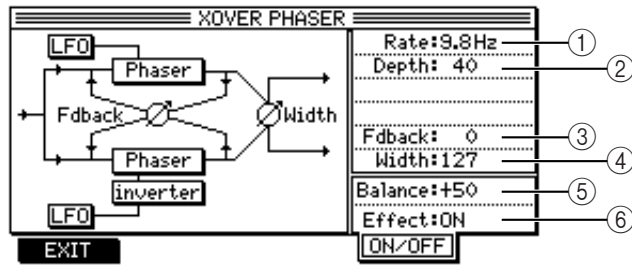 XOVER PHASER
LFO
Phaser
Fdback
Width
Phaser
inverter
LFO
Rate:9.8Hz
Depth: 40
Fdback: 0
Width:127
Balance:+50
Effect:ON
EXIT
ON/OFF
1
2
3
4
5
6